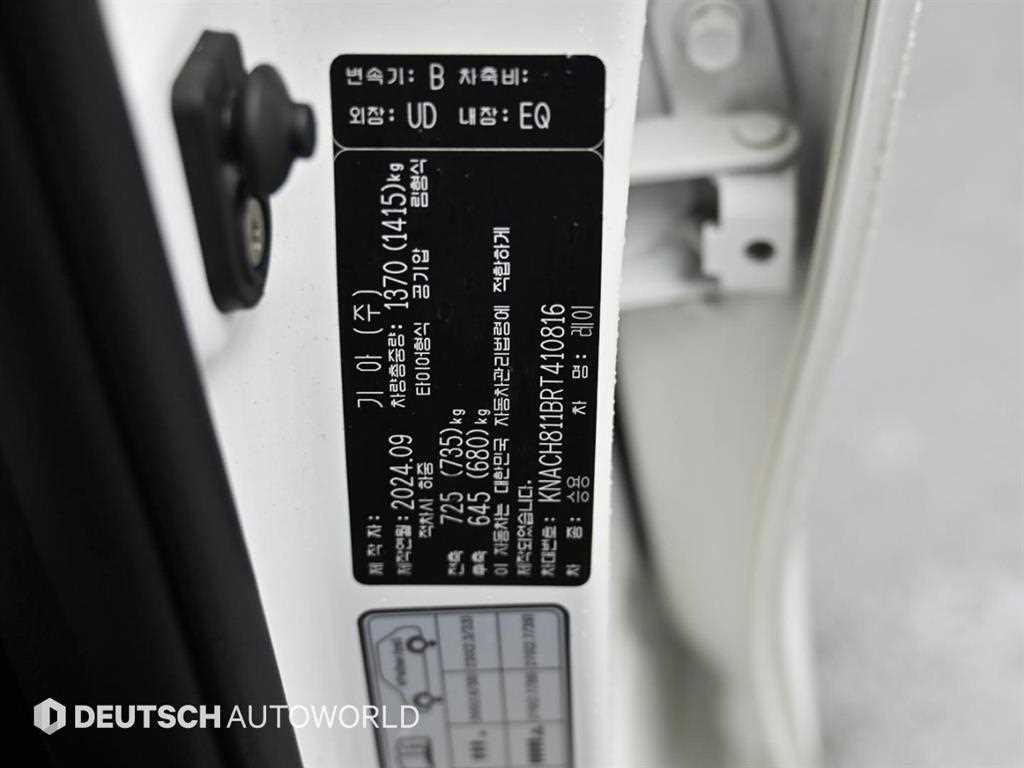 변속기: B 차축비:
외장: UD 내장: EQ
제작자: 기아(주)
제작연월: 2024.09 차량총중량: 1370 (1415)kg
적차시 하중 타이어형식 공기압 림형식
전축 725 (735)kg
후축 645 (680)kg
이 자동차는 대한민국 자동차관리법령에 적합하게
제작되었습니다.
차대번호: KNACH811BRT410816
차 종: 승용 차 명: 레이
DEUTSCH AUTOWORLD